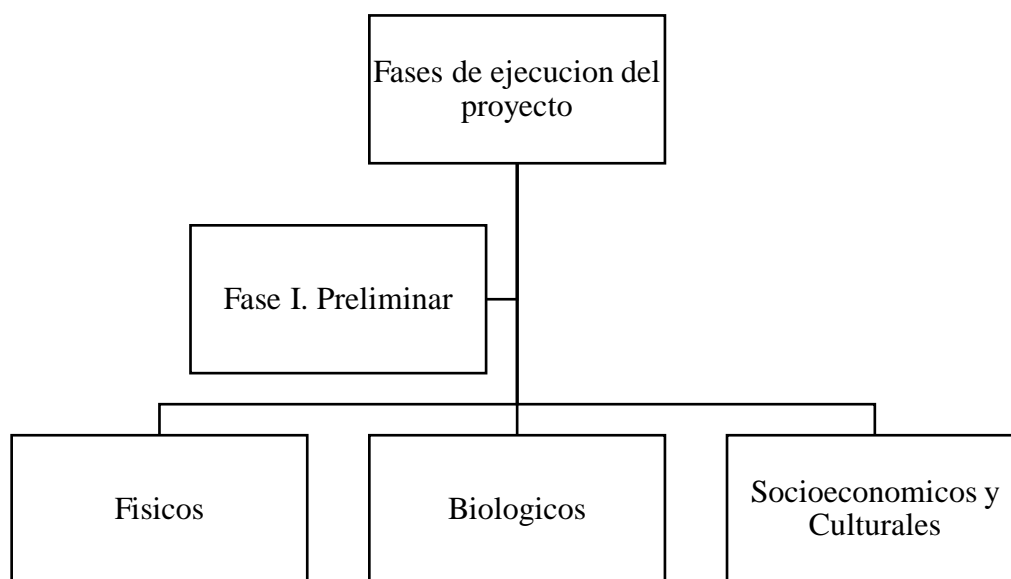 Fases de ejecucion del
proyecto
Fase I. Preliminar
Fisicos
Biologicos
Socioeconomicos y
Culturales